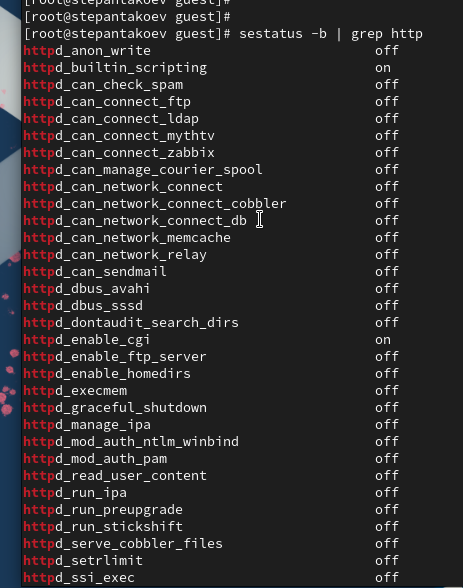 [root@stepantakoev guest]#
[root@stepantakoev guest]#
[root@stepantakoev guest]# sestatus -b | grep http
httpd_anon_write off
httpd_builtin_scripting on
httpd_can_check_spam off
httpd_can_connect_ftp off
httpd_can_connect_ldap off
httpd_can_connect_mythtv off
httpd_can_connect_zabbix off
httpd_can_manage_courier_spool off
httpd_can_network_connect off
httpd_can_network_connect_cobbler off
httpd_can_network_connect_db off
httpd_can_network_memcache off
httpd_can_network_relay off
httpd_can_sendmail off
httpd_dbus_avahi off
httpd_dbus_sssd off
httpd_dontaudit_search_dirs off
httpd_enable_cgi on
httpd_enable_ftp_server off
httpd_enable_homedirs off
httpd_execmem off
httpd_graceful_shutdown off
httpd_manage_ipa off
httpd_mod_auth_ntlm_winbind off
httpd_mod_auth_pam off
httpd_read_user_content off
httpd_run_ipa off
httpd_run_preupgrade off
httpd_run_stickshift off
httpd_serve_cobbler_files off
httpd_setrlimit off
httpd_ssi_exec off